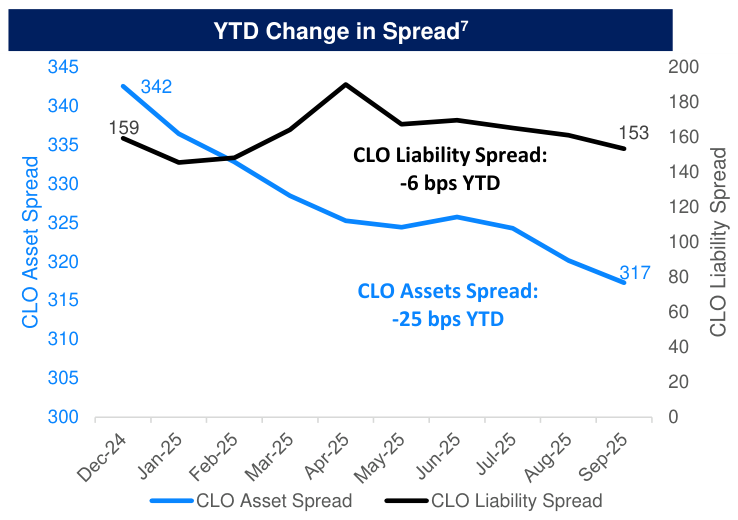 YTD Change in Spread7
345
340
335
330
325
320
315
310
305
300
CLO Asset Spread
342
159
CLO Liability Spread:
-6 bps YTD
153
CLO Assets Spread:
-25 bps YTD
317
200
180
160
140
120
100
80
60
40
20
0
CLO Liability Spread
Dec-24
Jan-25
Feb-25
Mar-25
Apr-25
May-25
Jun-25
Jul-25
Aug-25
Sep-25
CLO Asset Spread
CLO Liability Spread